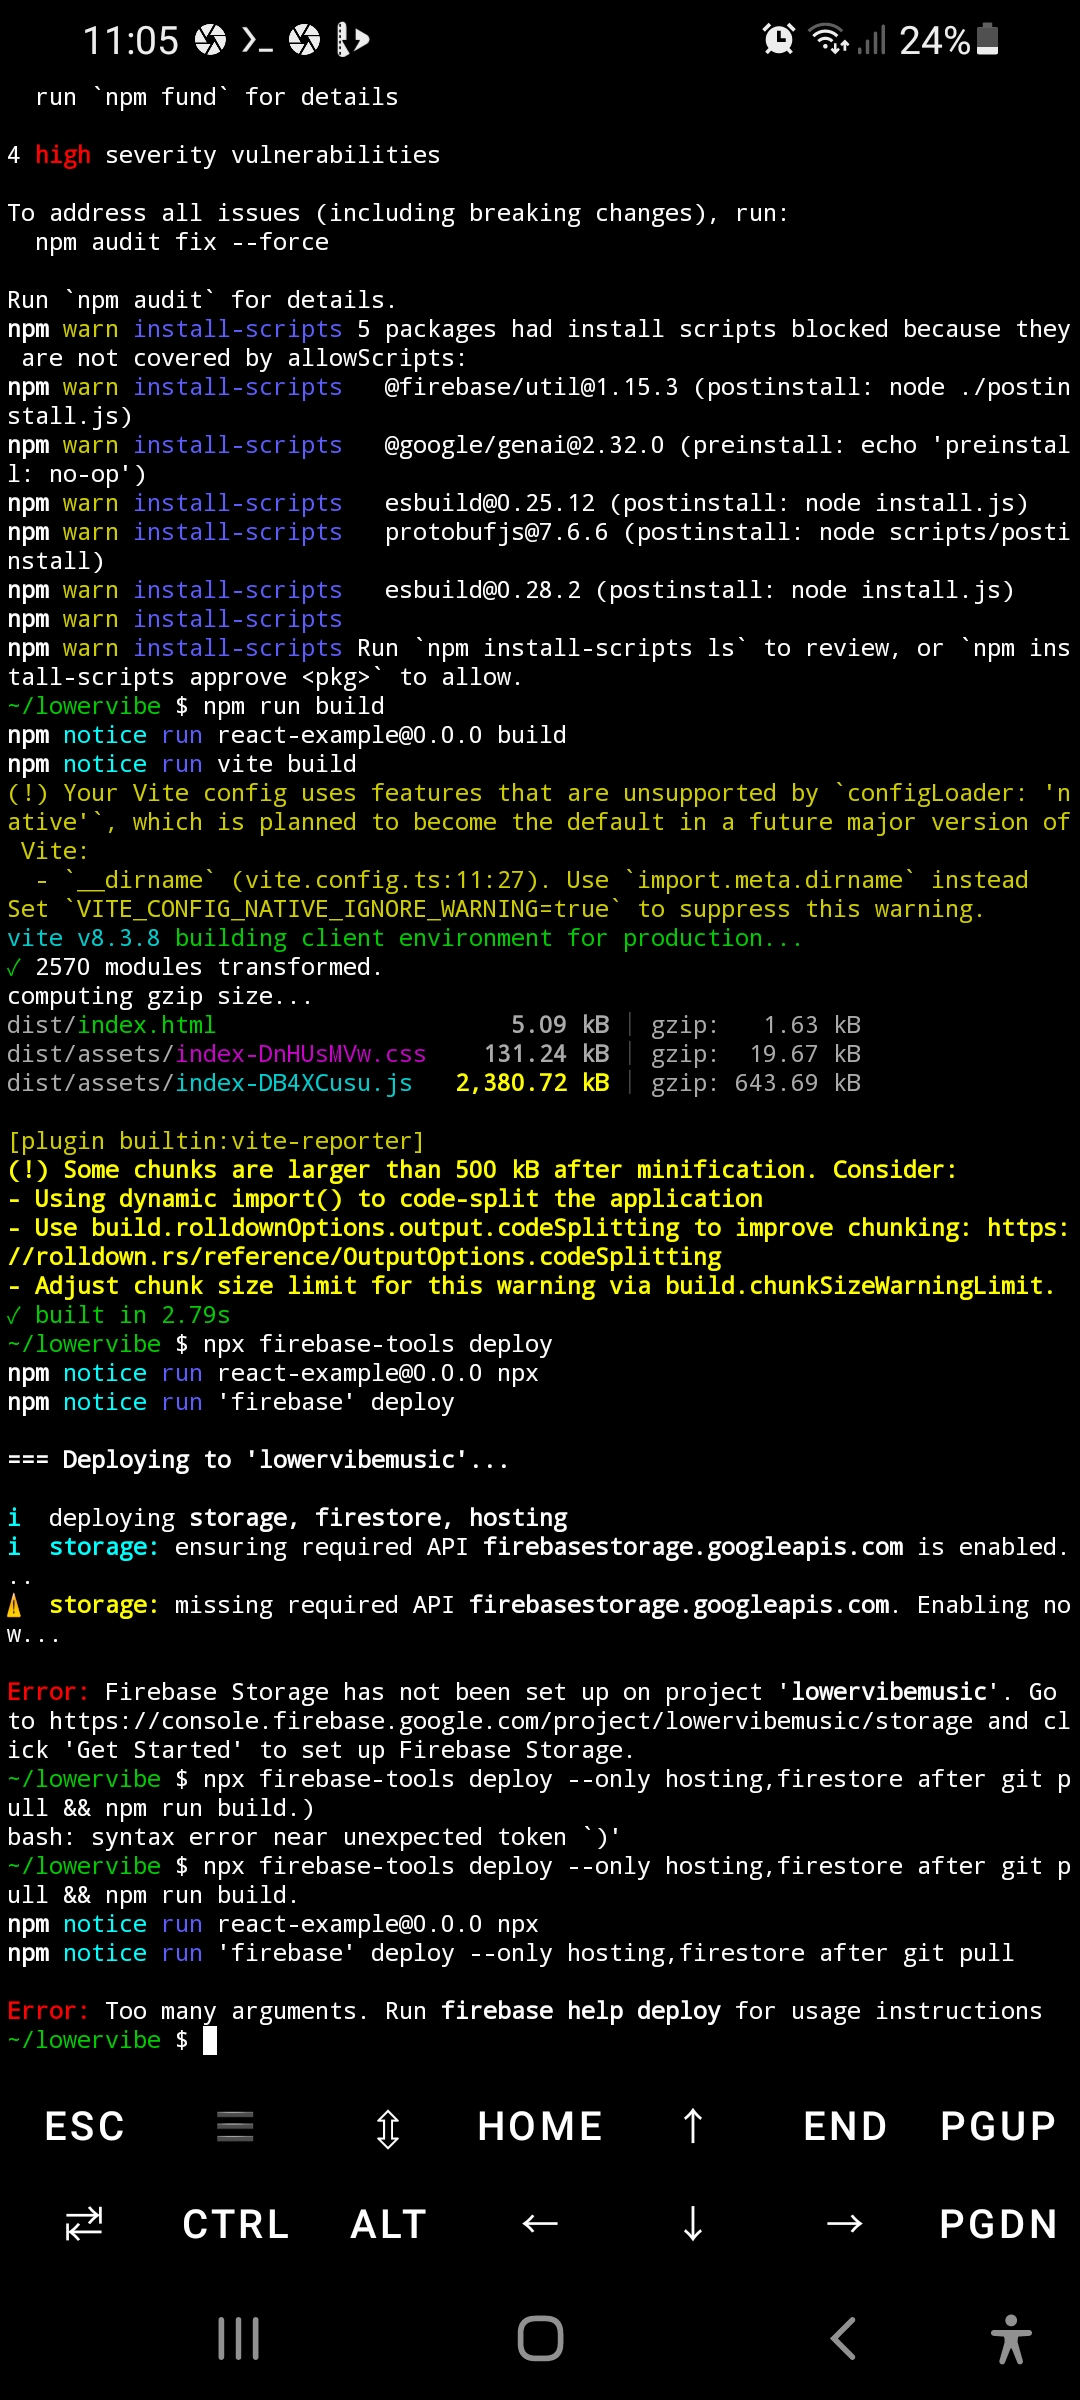 11:05 24%
run `npm fund` for details
4 high severity vulnerabilities
To address all issues (including breaking changes), run:
npm audit fix --force
Run `npm audit` for details.
npm warn install-scripts 5 packages had install scripts blocked because they
are not covered by allowScripts:
npm warn install-scripts   @firebase/util@1.15.3 (postinstall: node ./postin
stall.js)
npm warn install-scripts   @google/genai@2.32.0 (preinstall: echo 'preinstal
l: no-op')
npm warn install-scripts   esbuild@0.25.12 (postinstall: node install.js)
npm warn install-scripts   protobufjs@7.6.6 (postinstall: node scripts/posti
nstall)
npm warn install-scripts   esbuild@0.28.2 (postinstall: node install.js)
npm warn install-scripts
npm warn install-scripts Run `npm install-scripts ls` to review, or `npm ins
tall-scripts approve <pkg>` to allow.
~/lowervibe $ npm run build
npm notice run react-example@0.0.0 build
npm notice run vite build
(!) Your Vite config uses features that are unsupported by `configLoader: 'n
ative'`, which is planned to become the default in a future major version of
Vite:
- `__dirname` (vite.config.ts:11:27). Use `import.meta.dirname` instead
Set `VITE_CONFIG_NATIVE_IGNORE_WARNING=true` to suppress this warning.
vite v8.3.8 building client environment for production...
✓ 2570 modules transformed.
computing gzip size...
dist/index.html 5.09 kB │ gzip: 1.63 kB
dist/assets/index-DnHUsMVw.css 131.24 kB │ gzip: 19.67 kB
dist/assets/index-DB4XCusu.js 2,380.72 kB │ gzip: 643.69 kB
[plugin builtin:vite-reporter]
(!) Some chunks are larger than 500 kB after minification. Consider:
- Using dynamic import() to code-split the application
- Use build.rolldownOptions.output.codeSplitting to improve chunking: https:
//rolldown.rs/reference/OutputOptions.codeSplitting
- Adjust chunk size limit for this warning via build.chunkSizeWarningLimit.
✓ built in 2.79s
~/lowervibe $ npx firebase-tools deploy
npm notice run react-example@0.0.0 npx
npm notice run 'firebase' deploy
=== Deploying to 'lowervibemusic'...
i  deploying storage, firestore, hosting
i  storage: ensuring required API firebasestorage.googleapis.com is enabled.
..
⚠  storage: missing required API firebasestorage.googleapis.com. Enabling no
w...
Error: Firebase Storage has not been set up on project 'lowervibemusic'. Go
to https://console.firebase.google.com/project/lowervibemusic/storage and cl
ick 'Get Started' to set up Firebase Storage.
~/lowervibe $ npx firebase-tools deploy --only hosting,firestore after git p
ull && npm run build.)
bash: syntax error near unexpected token `)'
~/lowervibe $ npx firebase-tools deploy --only hosting,firestore after git p
ull && npm run build.
npm notice run react-example@0.0.0 npx
npm notice run 'firebase' deploy --only hosting,firestore after git pull
Error: Too many arguments. Run firebase help deploy for usage instructions
~/lowervibe $
ESC ☰ ⇳ HOME ↑ END PGUP
⇄ CTRL ALT ← ↓ → PGDN